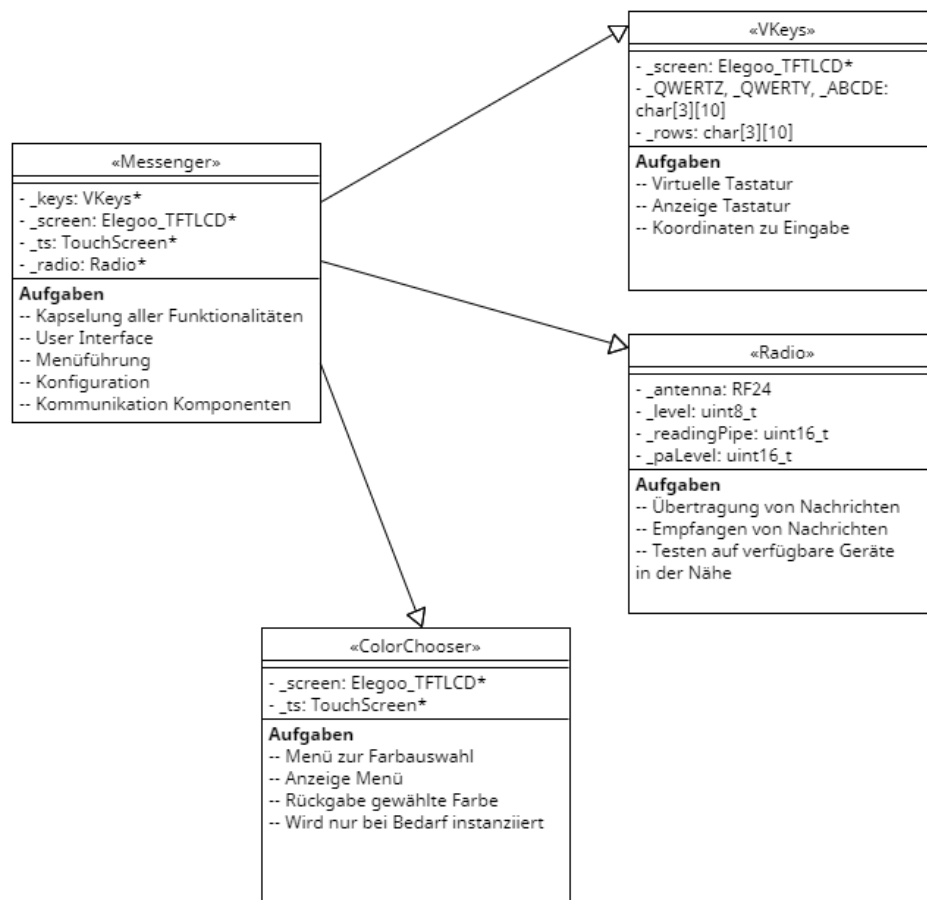 «Messenger»
- _keys: VKeys*
- _screen: Elegoo_TFTLCD*
- _ts: TouchScreen*
- _radio: Radio*
Aufgaben
-- Kapselung aller Funktionalitäten
-- User Interface
-- Menüführung
-- Konfiguration
-- Kommunikation Komponenten
«VKeys»
- _screen: Elegoo_TFTLCD*
- _QWERTZ, _QWERTY, _ABCDE:
char[3][10]
- _rows: char[3][10]
Aufgaben
-- Virtuelle Tastatur
-- Anzeige Tastatur
-- Koordinaten zu Eingabe
«Radio»
- _antenna: RF24
- _level: uint8_t
- _readingPipe: uint16_t
- _paLevel: uint16_t
Aufgaben
-- Übertragung von Nachrichten
-- Empfangen von Nachrichten
-- Testen auf verfügbare Geräte
in der Nähe
«ColorChooser»
- _screen: Elegoo_TFTLCD*
- _ts: TouchScreen*
Aufgaben
-- Menü zur Farbauswahl
-- Anzeige Menü
-- Rückgabe gewählte Farbe
-- Wird nur bei Bedarf instanziiert